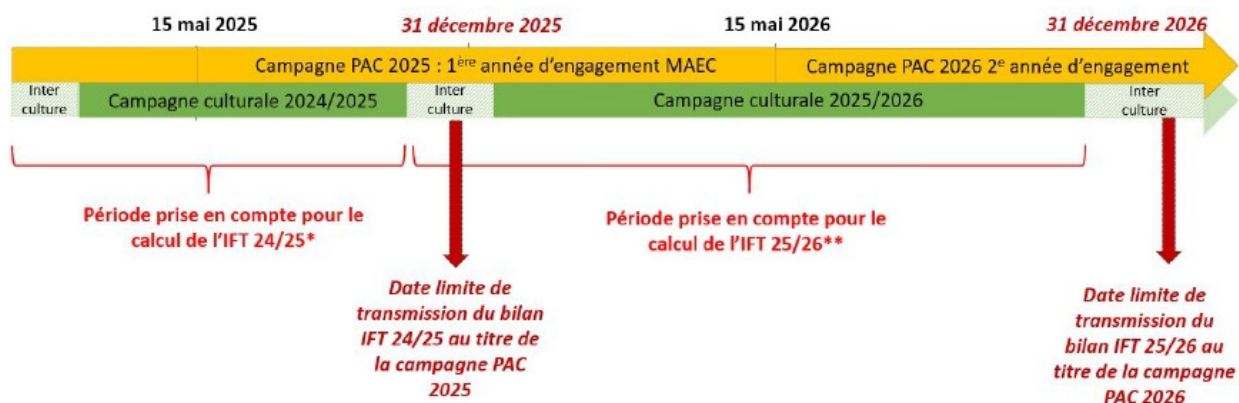 15 mai 2025
31 décembre 2025
15 mai 2026
31 décembre 2026
Campagne PAC 2025 : 1ère année d'engagement MAEC
Campagne PAC 2026 2e année d'engagement
Inter
culture
Campagne culturale 2024/2025
Inter
culture
Campagne culturale 2025/2026
Inter
culture
Période prise en compte pour le
calcul de l'IFT 24/25*
Période prise en compte pour le
calcul de l'IFT 25/26**
Date limite de
transmission du bilan
IFT 24/25 au titre de
la campagne PAC
2025
Date limite de
transmission du
bilan IFT 25/26 au
titre de la campagne
PAC 2026